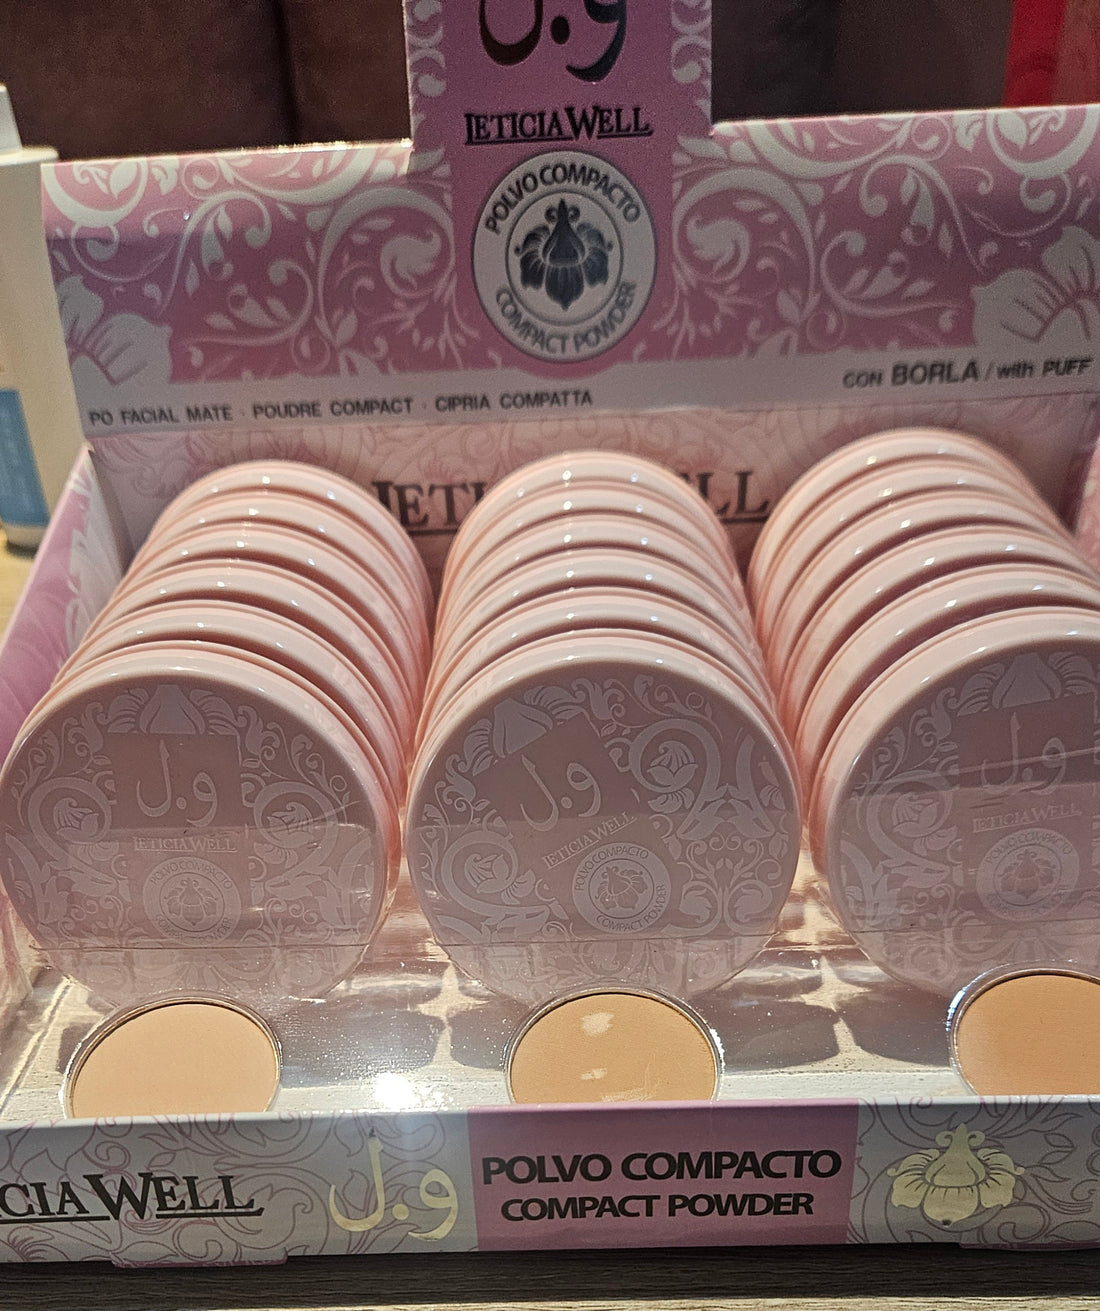 و.ل
LETICIA WELL
POLVO COMPACTO
COMPACT POWDER
CON BORLA / with PUFF
PO FACIAL MATE · POUDRE COMPACT · CIPRIA COMPATTA
و.ل
LETICIA WELL
POLVO COMPACTO
COMPACT POWDER
و.ل
LETICIA WELL
POLVO COMPACTO
COMPACT POWDER
و.ل
LETICIA WELL
POLVO COMPACTO
COMPACT POWDER
CIA WELL
و.ل
POLVO COMPACTO
COMPACT POWDER